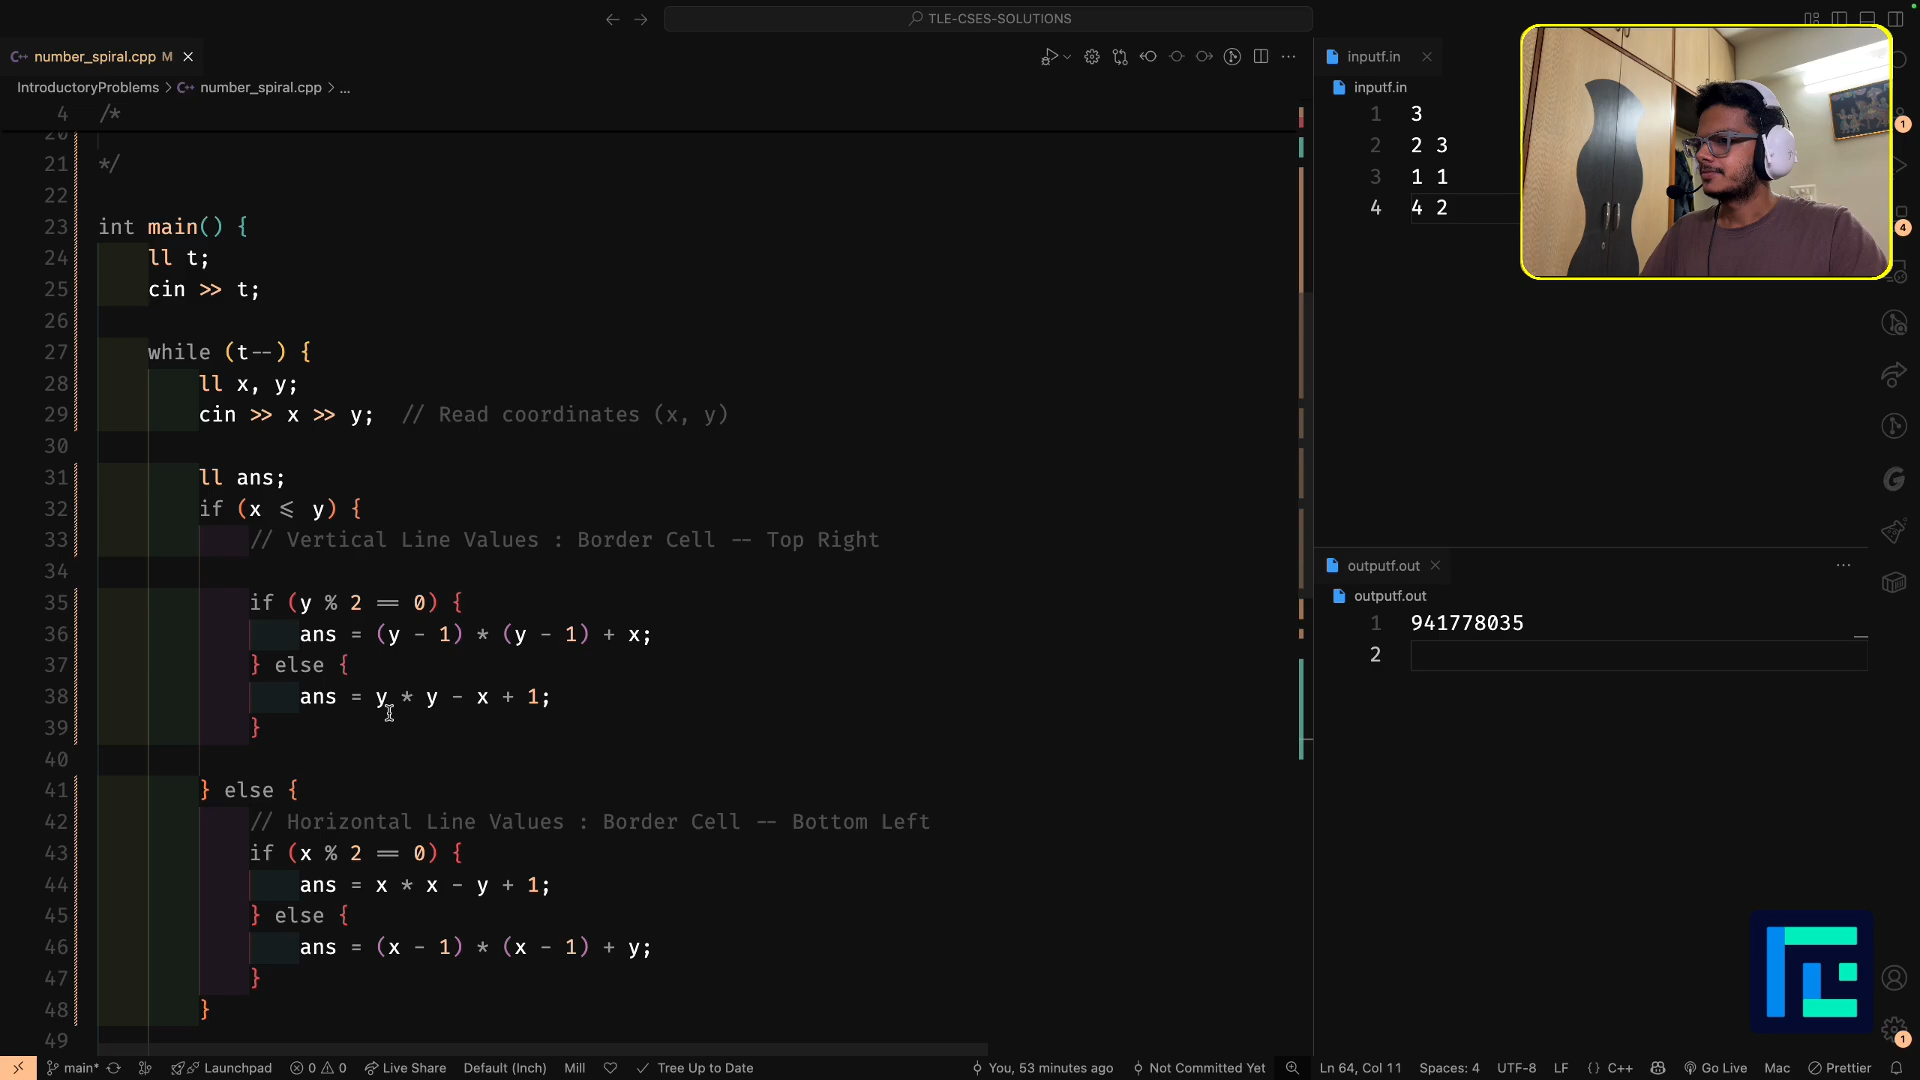 TLE-CSES-SOLUTIONS
number_spiral.cpp M
IntroductoryProblems > number_spiral.cpp > ...
4 /*
20
21 */
22
23 int main() {
24 ll t;
25 cin >> t;
26
27 while (t--) {
28 ll x, y;
29 cin >> x >> y; // Read coordinates (x, y)
30
31 ll ans;
32 if (x <= y) {
33 // Vertical Line Values : Border Cell -- Top Right
34
35 if (y % 2 == 0) {
36 ans = (y - 1) * (y - 1) + x;
37 } else {
38 ans = y * y - x + 1;
39 }
40
41 } else {
42 // Horizontal Line Values : Border Cell -- Bottom Left
43 if (x % 2 == 0) {
44 ans = x * x - y + 1;
45 } else {
46 ans = (x - 1) * (x - 1) + y;
47 }
48 }
49
inputf.in
inputf.in
1 3
2 2 3
3 1 1
4 4 2
outputf.out
outputf.out
1 941778035
2
1
4
1
main* Launchpad 0 0 Live Share Default (Inch) Mill Tree Up to Date You, 53 minutes ago Not Committed Yet Ln 64, Col 11 Spaces: 4 UTF-8 LF {} C++ Go Live Mac Prettier